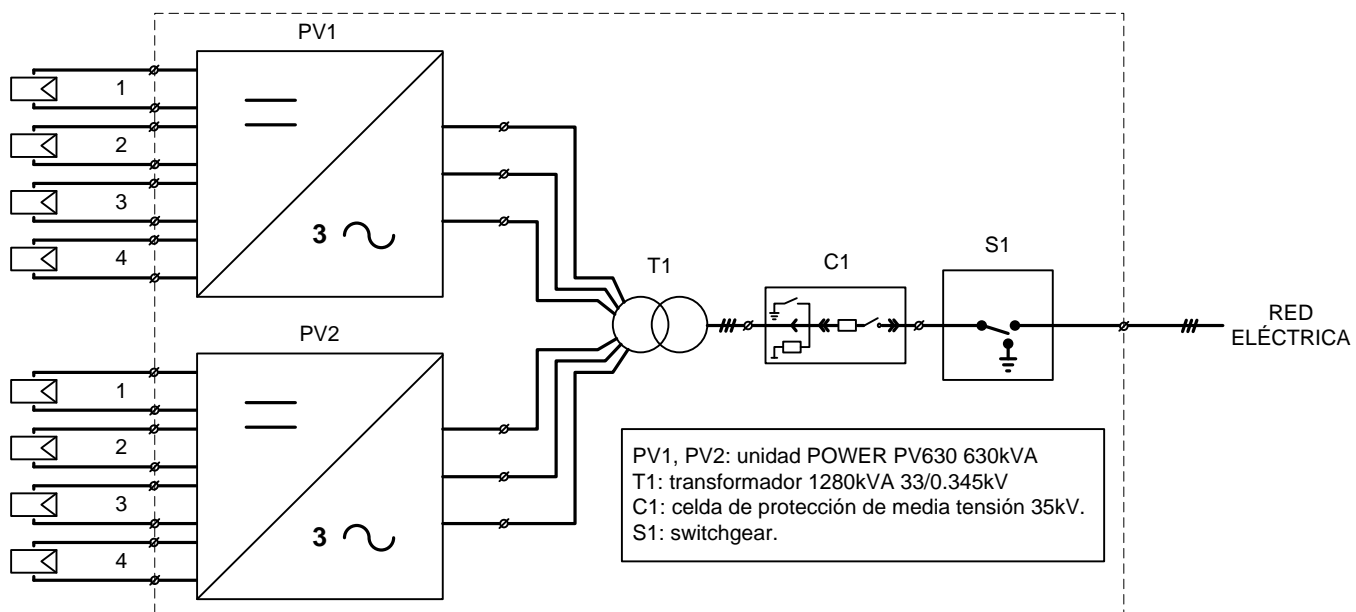 PV1
1
2
3
4
3
T1
C1
S1
RED
ELÉCTRICA
PV2
1
2
3
4
3
PV1, PV2: unidad POWER PV630 630kVA
T1: transformador 1280kVA 33/0.345kV
C1: celda de protección de media tensión 35kV.
S1: switchgear.